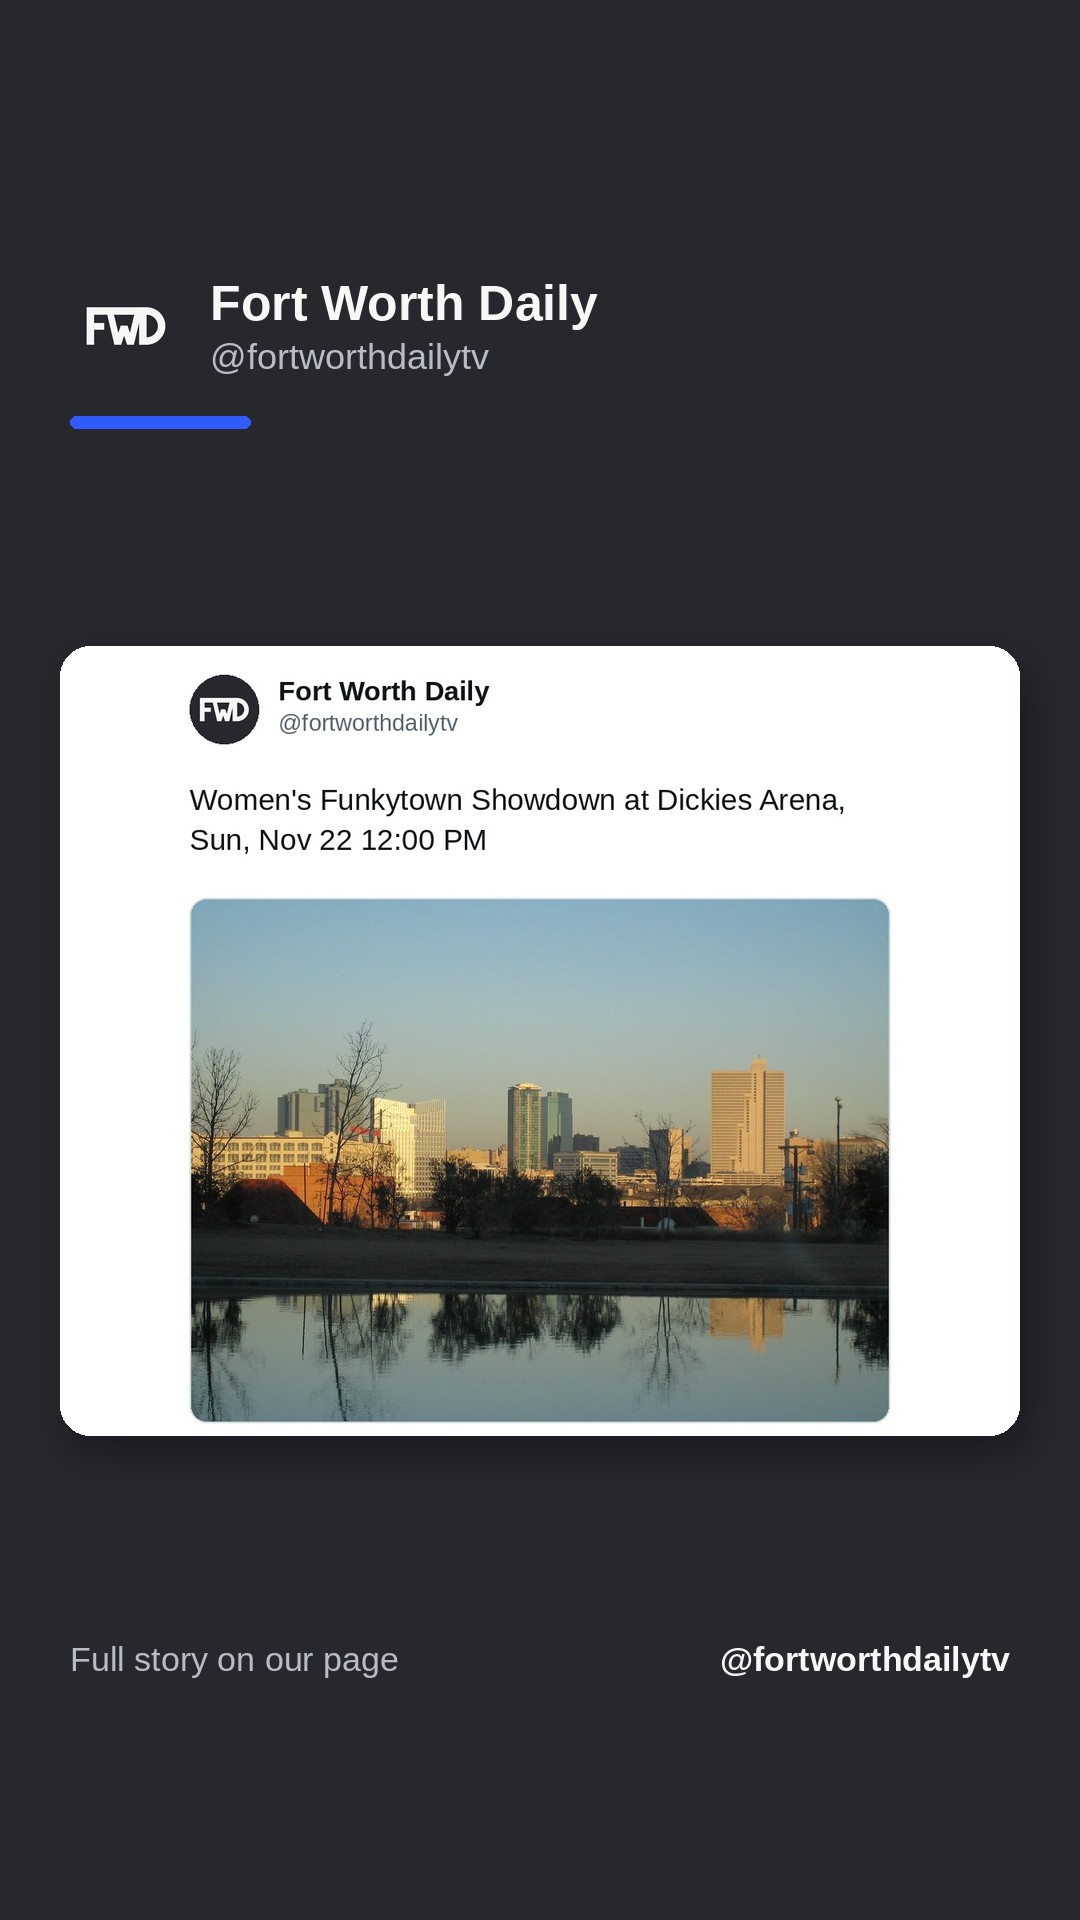 FWD
Fort Worth Daily
@fortworthdailytv
FWD
Fort Worth Daily
@fortworthdailytv
Women's Funkytown Showdown at Dickies Arena,
Sun, Nov 22 12:00 PM
Full story on our page
@fortworthdailytv